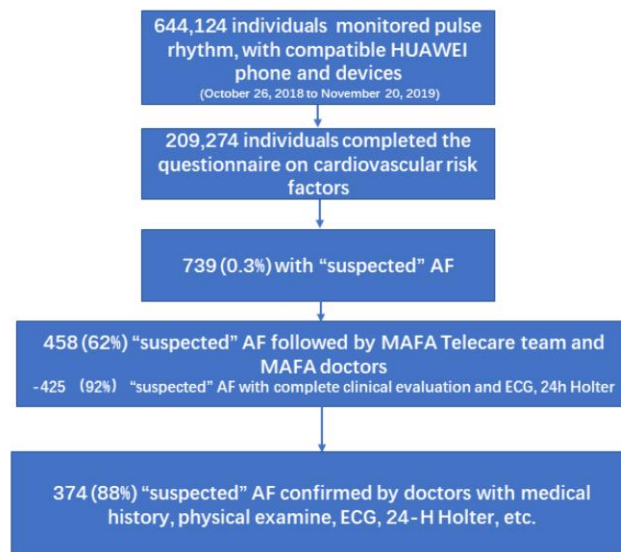 644,124 individuals monitored pulse
rhythm, with compatible HUAWEI
phone and devices
(October 26, 2018 to November 20, 2019)
209,274 individuals completed the
questionnaire on cardiovascular risk
factors
739 (0.3%) with “suspected” AF
458 (62%) “suspected” AF followed by MAFA Telecare team and
MAFA doctors
-425 (92%) “suspected” AF with complete clinical evaluation and ECG, 24h Holter
374 (88%) “suspected” AF confirmed by doctors with medical
history, physical examine, ECG, 24-H Holter, etc.